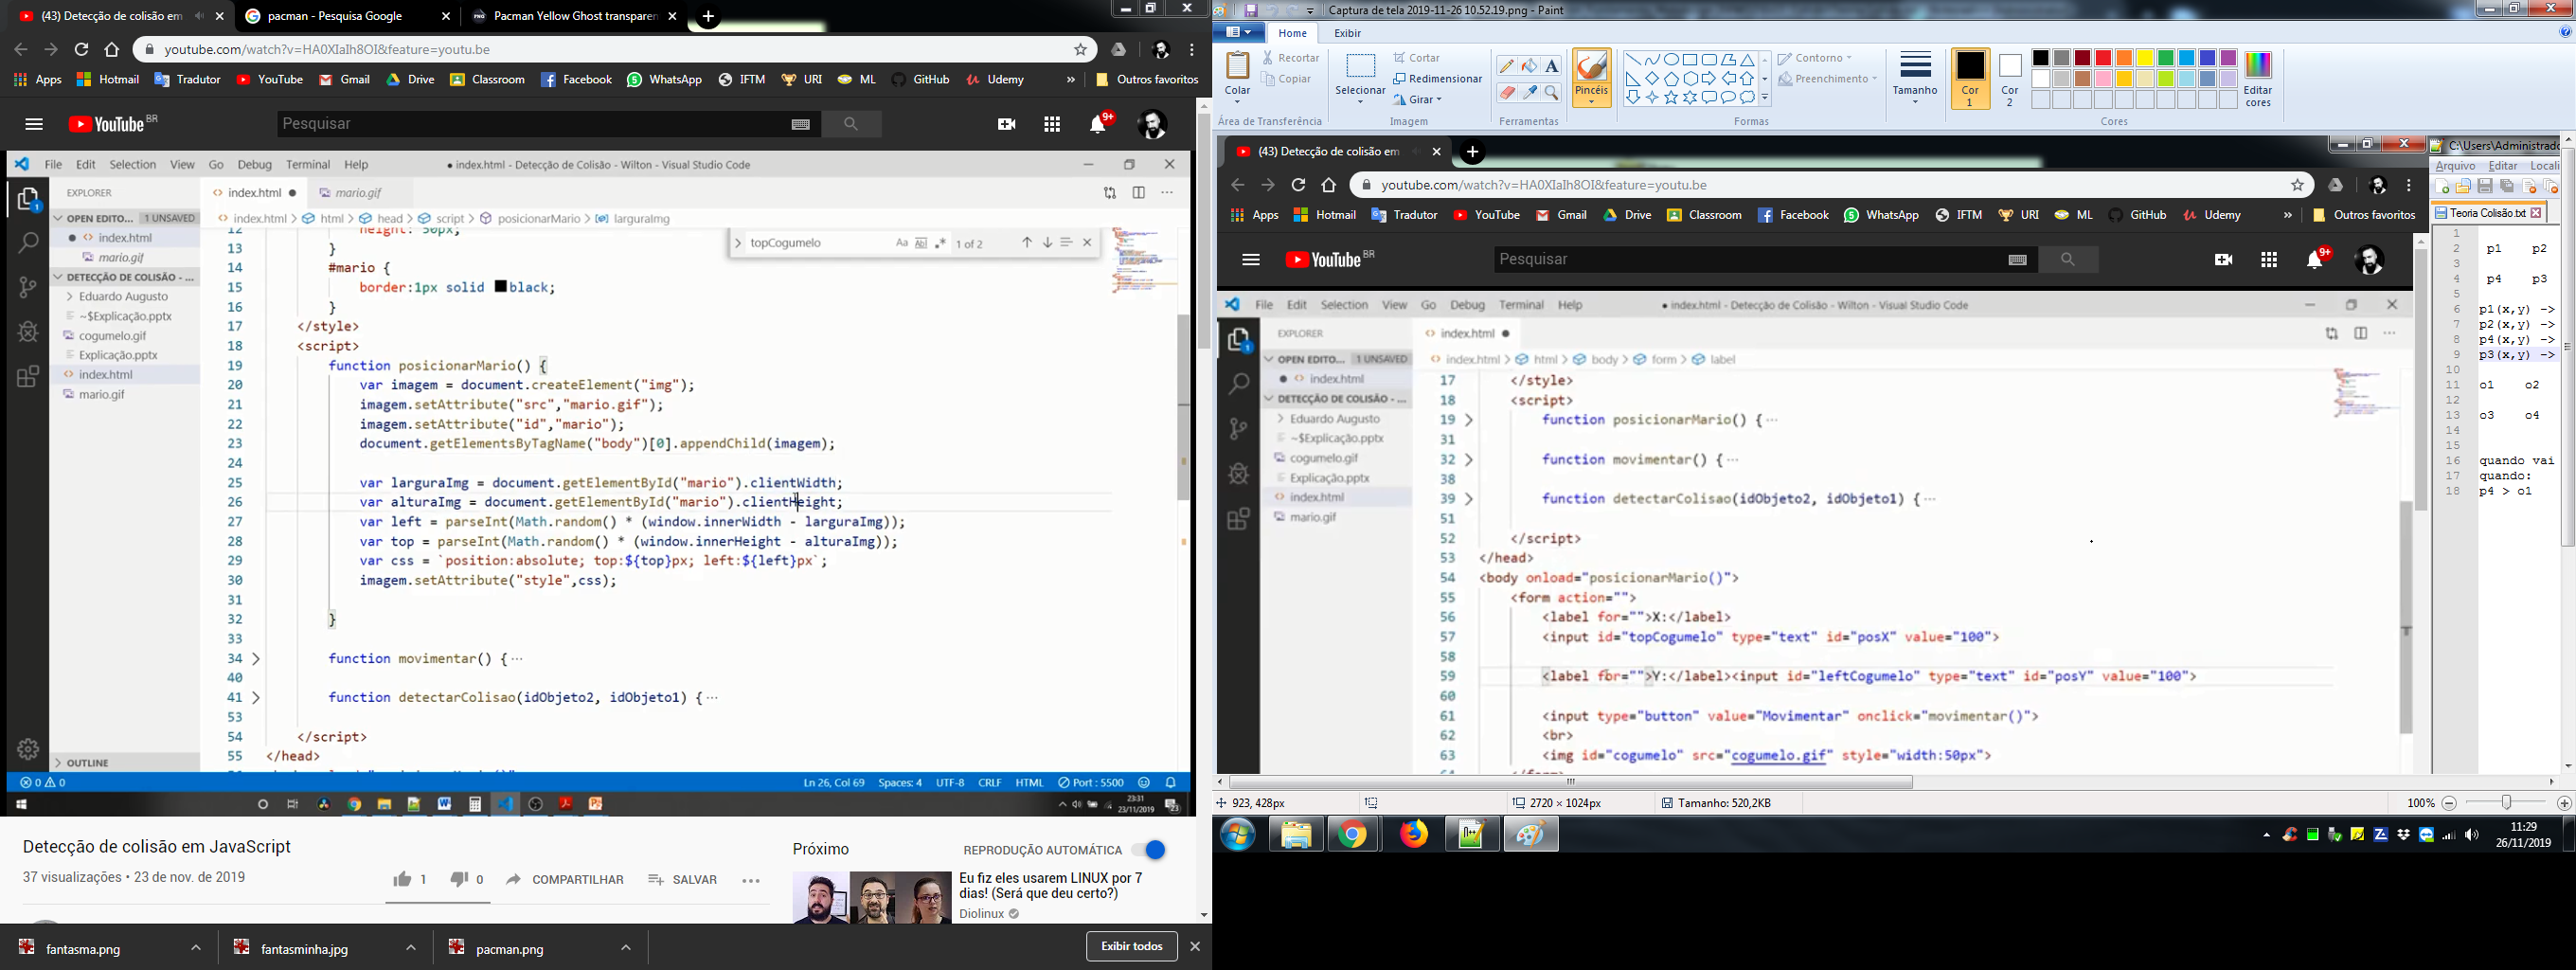 (43) Detecção de colisão em
pacman - Pesquisa Google
Pacman Yellow Ghost transparen
youtube.com/watch?v=HA0XIaIh8OI&feature=youtu.be
Apps Hotmail Tradutor YouTube Gmail Drive Classroom Facebook WhatsApp IFTM URI ML GitHub Udemy » Outros favoritos
YouTube BR
Pesquisar
9+
File Edit Selection View Go Debug Terminal Help
• index.html - Detecção de Colisão - Wilton - Visual Studio Code
EXPLORER
OPEN EDITO... 1 UNSAVED
index.html
mario.gif
DETECÇÃO DE COLISÃO - ...
Eduardo Augusto
~$Explicação.pptx
cogumelo.gif
Explicação.pptx
index.html
mario.gif
OUTLINE
index.html mario.gif
index.html > html > head > script > posicionarMario > larguraImg
topCogumelo Aa Abl .* 1 of 2
12 height: 50px;
13 }
14 #mario {
15 border:1px solid black;
16 }
17 </style>
18 <script>
19 function posicionarMario() {
20 var imagem = document.createElement("img");
21 imagem.setAttribute("src","mario.gif");
22 imagem.setAttribute("id","mario");
23 document.getElementsByTagName("body")[0].appendChild(imagem);
24
25 var larguraImg = document.getElementById("mario").clientWidth;
26 var alturaImg = document.getElementById("mario").clientHeight;
27 var left = parseInt(Math.random() * (window.innerWidth - larguraImg));
28 var top = parseInt(Math.random() * (window.innerHeight - alturaImg));
29 var css = `position:absolute; top:${top}px; left:${left}px`;
30 imagem.setAttribute("style",css);
31
32 }
33
34 function movimentar() { ···
40
41 function detectarColisao(idObjeto2, idObjeto1) { ···
53
54 </script>
55 </head>
0 0 Ln 26, Col 69 Spaces: 4 UTF-8 CRLF HTML Port : 5500
23:31
23/11/2019
Detecção de colisão em JavaScript
37 visualizações • 23 de nov. de 2019
1 0 COMPARTILHAR SALVAR
Próximo REPRODUÇÃO AUTOMÁTICA
Eu fiz eles usarem LINUX por 7
dias! (Será que deu certo?)
Diolinux
fantasma.png fantasminha.jpg pacman.png Exibir todos
Captura de tela 2019-11-26 10.52.19.png - Paint
Home Exibir
Colar
Recortar
Copiar
Área de Transferência
Selecionar
Cortar
Redimensionar
Girar
Imagem
Ferramentas
Pincéis
Formas
Contorno
Preenchimento
Tamanho
Cor 1
Cor 2
Editar cores
Cores
(43) Detecção de colisão em
youtube.com/watch?v=HA0XIaIh8OI&feature=youtu.be
Apps Hotmail Tradutor YouTube Gmail Drive Classroom Facebook WhatsApp IFTM URI ML GitHub Udemy » Outros favoritos
YouTube BR
Pesquisar
9+
File Edit Selection View Go Debug Terminal Help
• index.html - Detecção de Colisão - Wilton - Visual Studio Code
EXPLORER
OPEN EDITO... 1 UNSAVED
index.html
DETECÇÃO DE COLISÃO - ...
Eduardo Augusto
~$Explicação.pptx
cogumelo.gif
Explicação.pptx
index.html
mario.gif
index.html
index.html > html > body > form > label
17 </style>
18 <script>
19 function posicionarMario() { ···
31
32 function movimentar() { ···
38
39 function detectarColisao(idObjeto2, idObjeto1) { ···
51
52 </script>
53 </head>
54 <body onload="posicionarMario()">
55 <form action="">
56 <label for="">X:</label>
57 <input id="topCogumelo" type="text" id="posX" value="100">
58
59 <label for="">Y:</label><input id="leftCogumelo" type="text" id="posY" value="100">
60
61 <input type="button" value="Movimentar" onclick="movimentar()">
62 <br>
63 <img id="cogumelo" src="cogumelo.gif" style="width:50px">
C:\Users\Administrado
Arquivo Editar Locali
Teoria Colisão.txt
1
2 p1 p2
3
4 p4 p3
5
6 p1(x,y) ->
7 p2(x,y) ->
8 p4(x,y) ->
9 p3(x,y) ->
10
11 o1 o2
12
13 o3 o4
14
15
16 quando vai
17 quando:
18 p4 > o1
923, 428px 2720 × 1024px Tamanho: 520,2KB 100%
11:29
26/11/2019